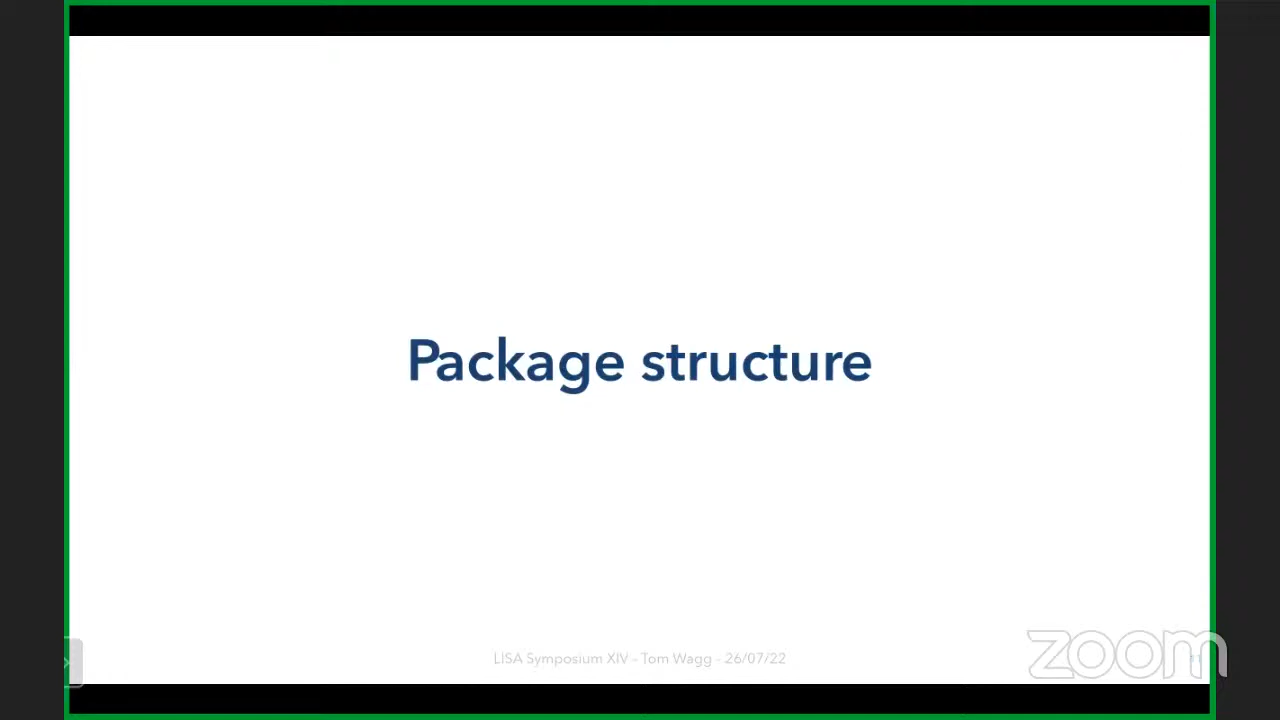 Package structure
LISA Symposium XIV - Tom Wagg - 26/07/22
zoom